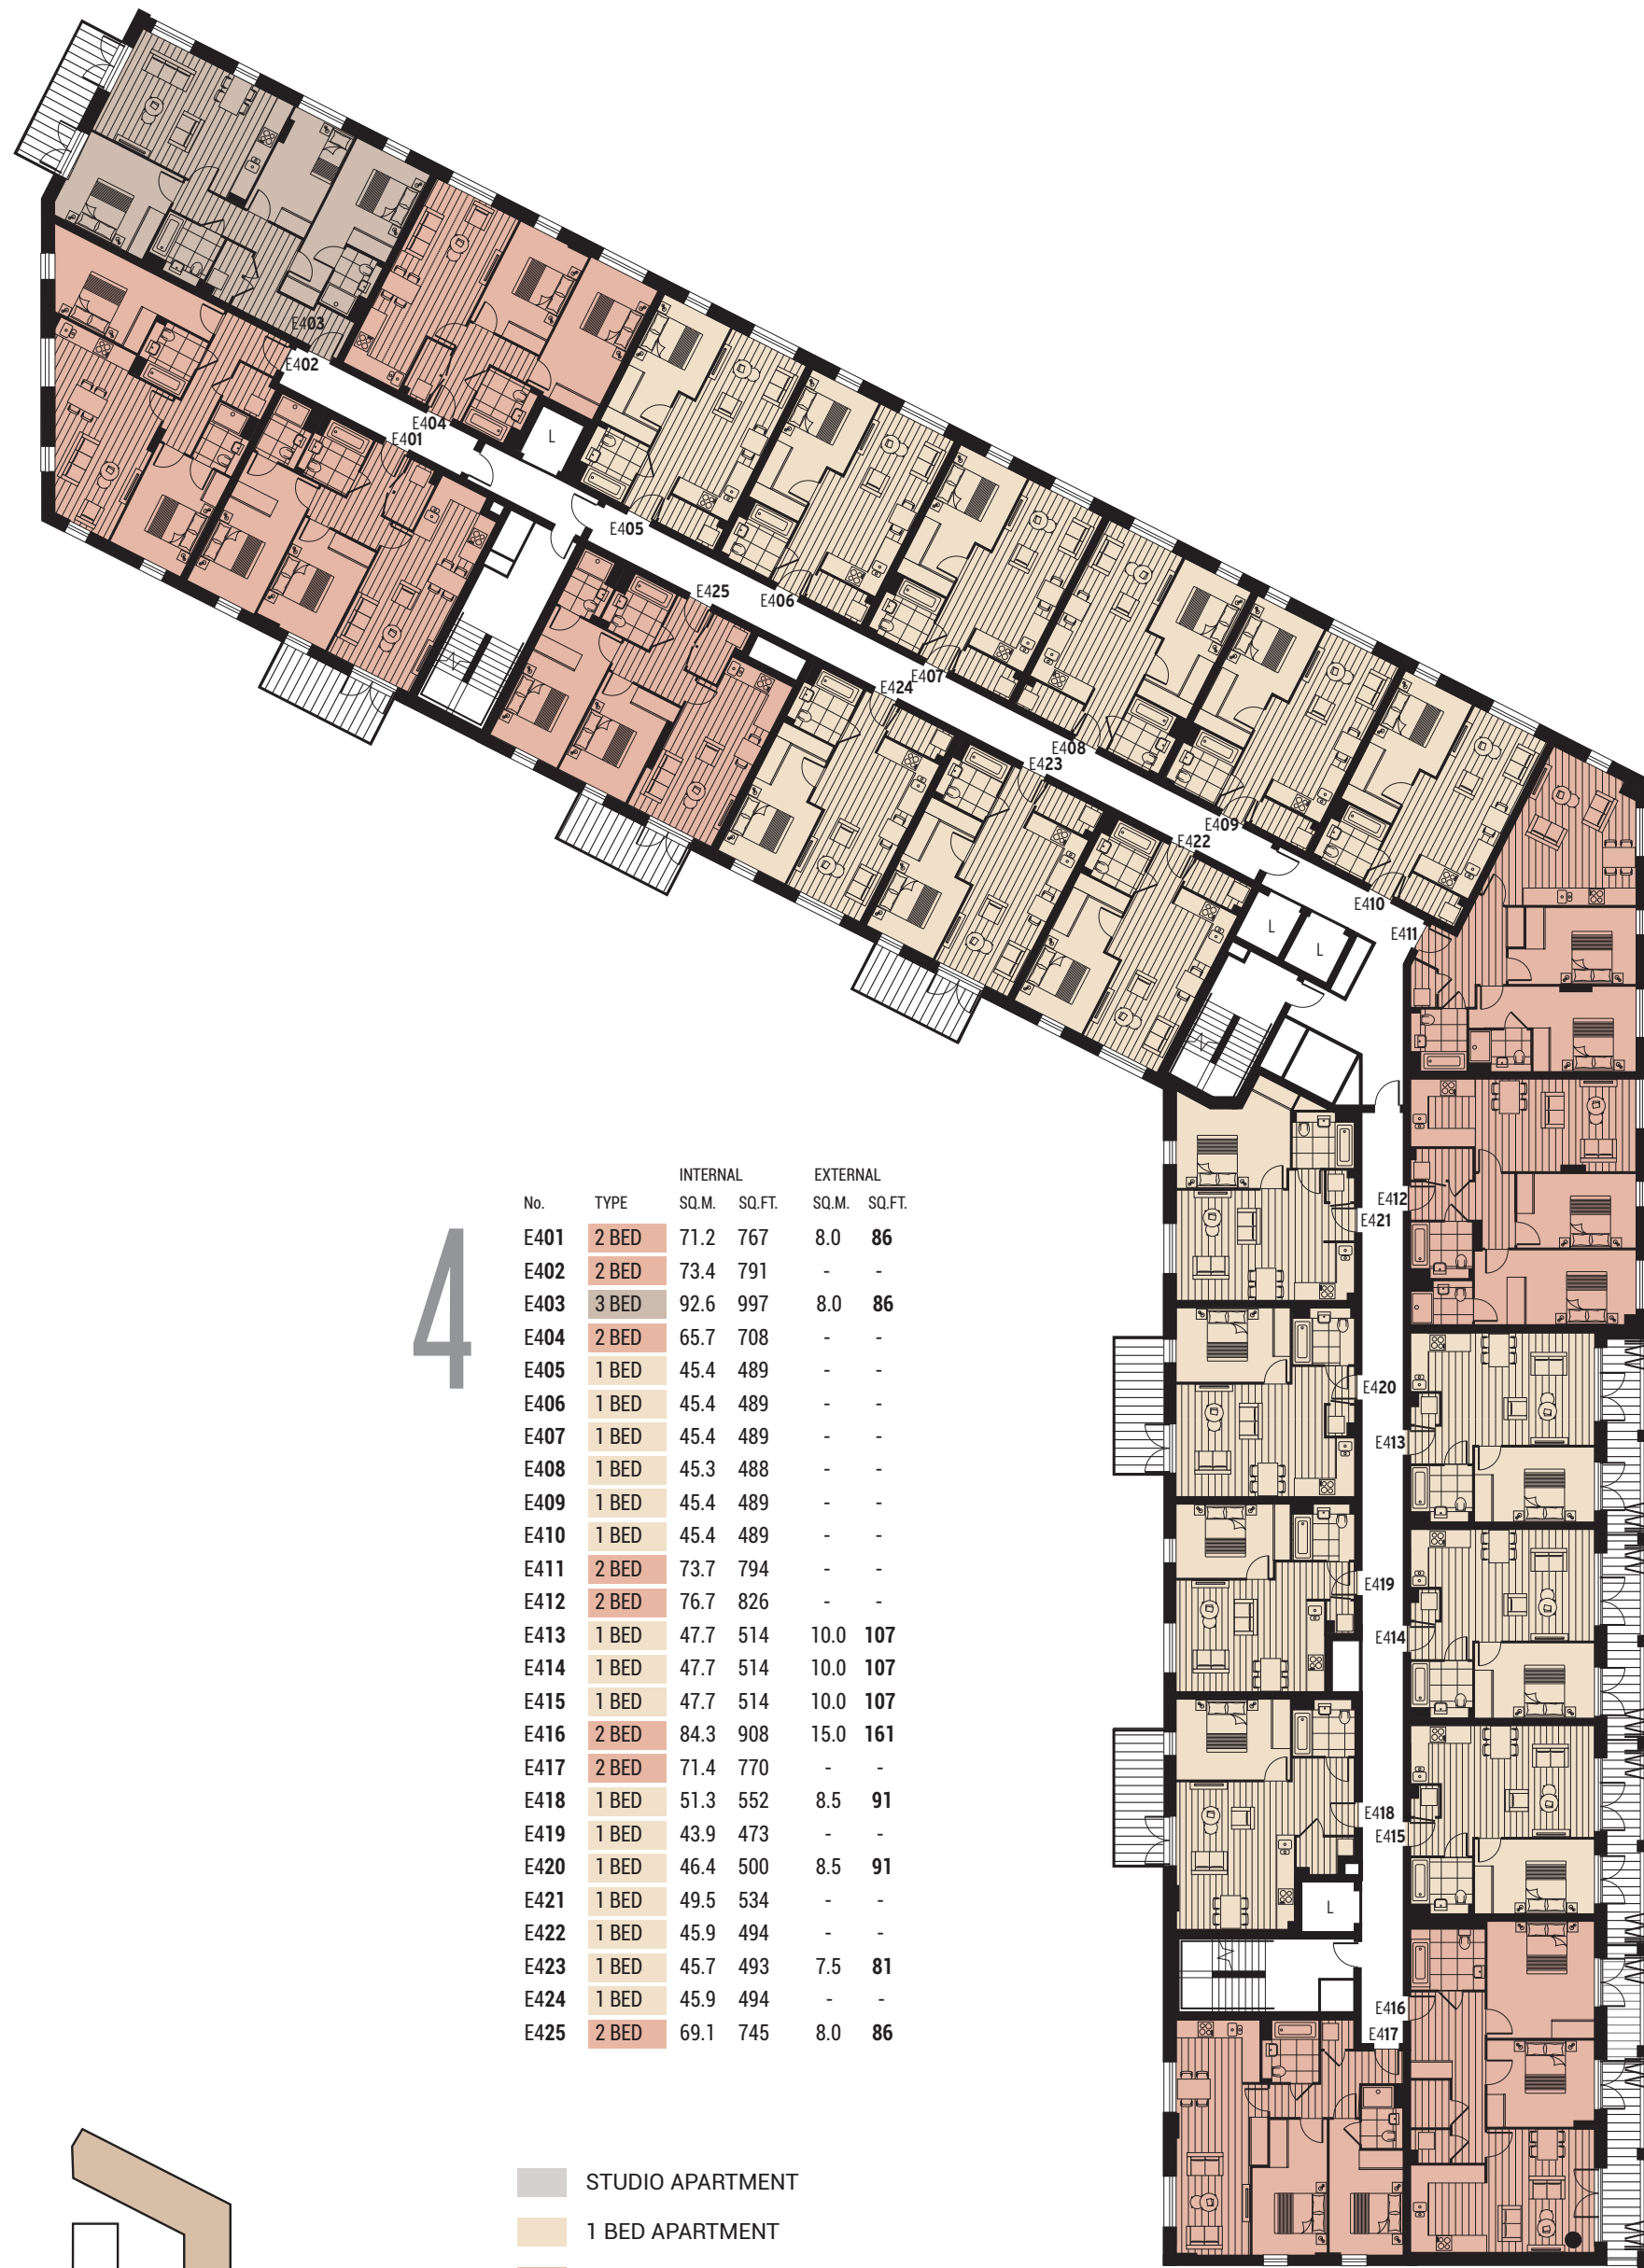 E403
E402
E404
E401
L
E405
E425
E406
E407
E424
E408
E423
E409
E422
E410
E411
L
L
E412
E421
E420
E413
E419
E414
E418
E415
L
E416
E417
4
INTERNAL EXTERNAL
No. TYPE SQ.M. SQ.FT. SQ.M. SQ.FT.
E401 2 BED 71.2 767 8.0 86
E402 2 BED 73.4 791 - -
E403 3 BED 92.6 997 8.0 86
E404 2 BED 65.7 708 - -
E405 1 BED 45.4 489 - -
E406 1 BED 45.4 489 - -
E407 1 BED 45.4 489 - -
E408 1 BED 45.3 488 - -
E409 1 BED 45.4 489 - -
E410 1 BED 45.4 489 - -
E411 2 BED 73.7 794 - -
E412 2 BED 76.7 826 - -
E413 1 BED 47.7 514 10.0 107
E414 1 BED 47.7 514 10.0 107
E415 1 BED 47.7 514 10.0 107
E416 2 BED 84.3 908 15.0 161
E417 2 BED 71.4 770 - -
E418 1 BED 51.3 552 8.5 91
E419 1 BED 43.9 473 - -
E420 1 BED 46.4 500 8.5 91
E421 1 BED 49.5 534 - -
E422 1 BED 45.9 494 - -
E423 1 BED 45.7 493 7.5 81
E424 1 BED 45.9 494 - -
E425 2 BED 69.1 745 8.0 86
STUDIO APARTMENT
1 BED APARTMENT